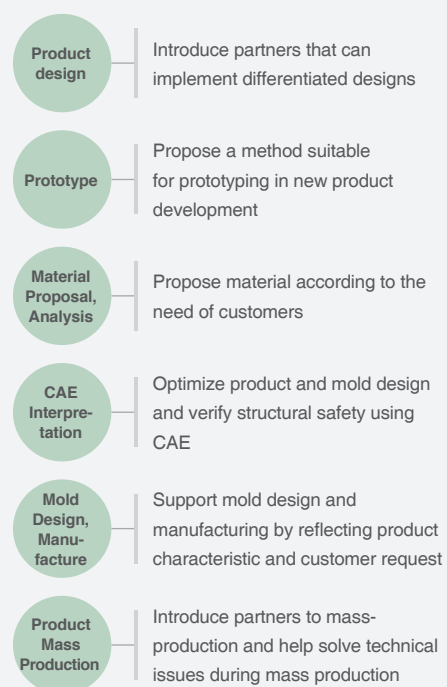 Product
design
Introduce partners that can
implement differentiated designs
Prototype
Propose a method suitable
for prototyping in new product
development
Material
Proposal,
Analysis
Propose material according to the
need of customers
CAE
Interpre-
tation
Optimize product and mold design
and verify structural safety using
CAE
Mold
Design,
Manu-
facture
Support mold design and
manufacturing by reflecting product
characteristic and customer request
Product
Mass
Production
Introduce partners to mass-
production and help solve technical
issues during mass production